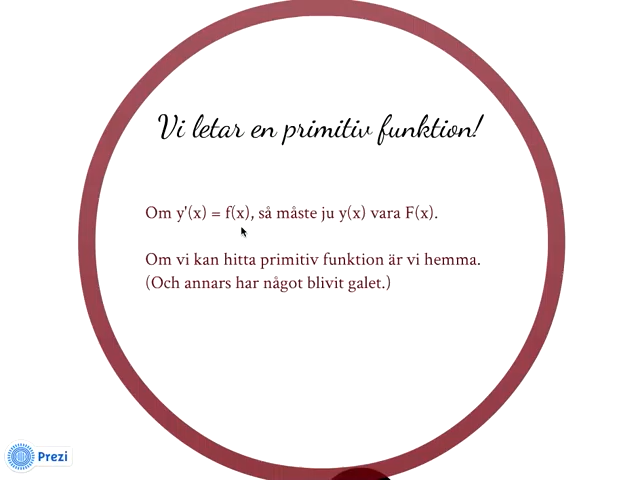 Vi letar en primitiv funktion!
Om y'(x) = f(x), så måste ju y(x) vara F(x).
Om vi kan hitta primitiv funktion är vi hemma.
(Och annars har något blivit galet.)
Prezi